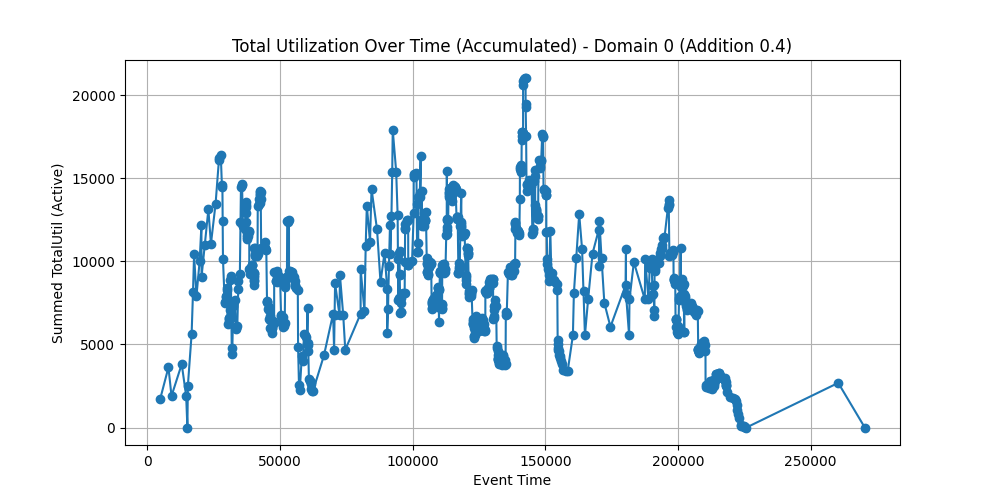 Total Utilization Over Time (Accumulated) - Domain 0 (Addition 0.4)
Summed TotalUtil (Active)
20000
15000
10000
5000
0
0 50000 100000 150000 200000 250000
Event Time